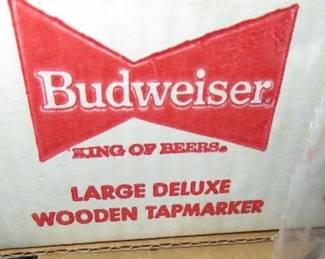 Budweiser®
KING OF BEERS®
LARGE DELUXE
WOODEN TAPMARKER